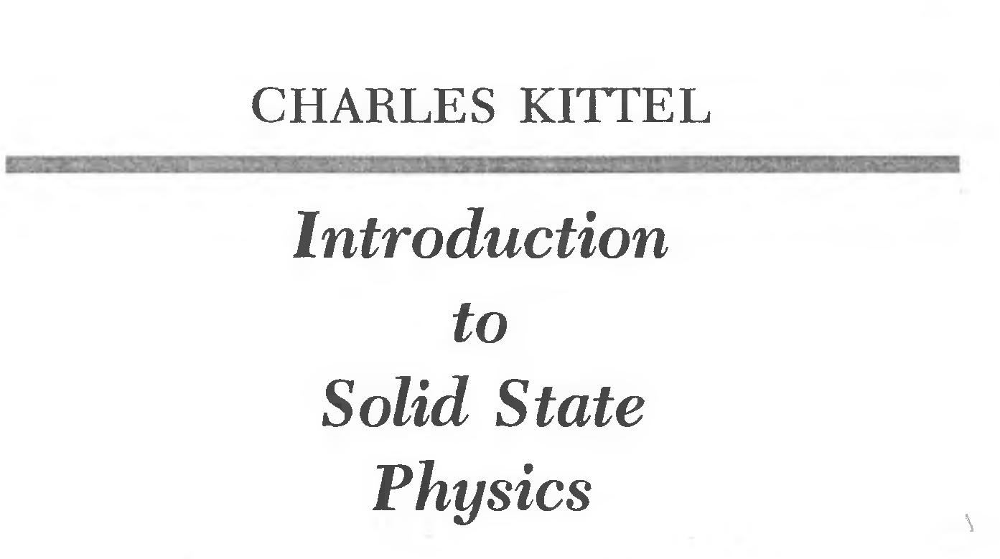 CHARLES KITTEL
Introduction
to
Solid State
Physics